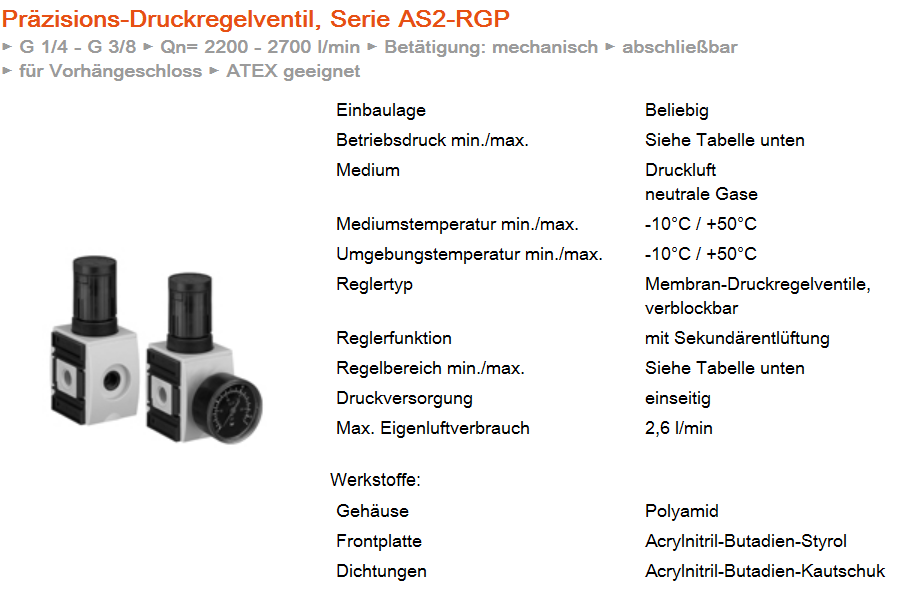 Präzisions-Druckregelventil, Serie AS2-RGP
► G 1/4 - G 3/8 ► Qn= 2200 - 2700 l/min ► Betätigung: mechanisch ► abschließbar
► für Vorhängeschloss ► ATEX geeignet
Einbaulage Beliebig
Betriebsdruck min./max. Siehe Tabelle unten
Medium Druckluft
neutrale Gase
Mediumstemperatur min./max. -10°C / +50°C
Umgebungstemperatur min./max. -10°C / +50°C
Reglertyp Membran-Druckregelventile,
verblockbar
Reglerfunktion mit Sekundärentlüftung
Regelbereich min./max. Siehe Tabelle unten
Druckversorgung einseitig
Max. Eigenluftverbrauch 2,6 l/min
Werkstoffe:
Gehäuse Polyamid
Frontplatte Acrylnitril-Butadien-Styrol
Dichtungen Acrylnitril-Butadien-Kautschuk